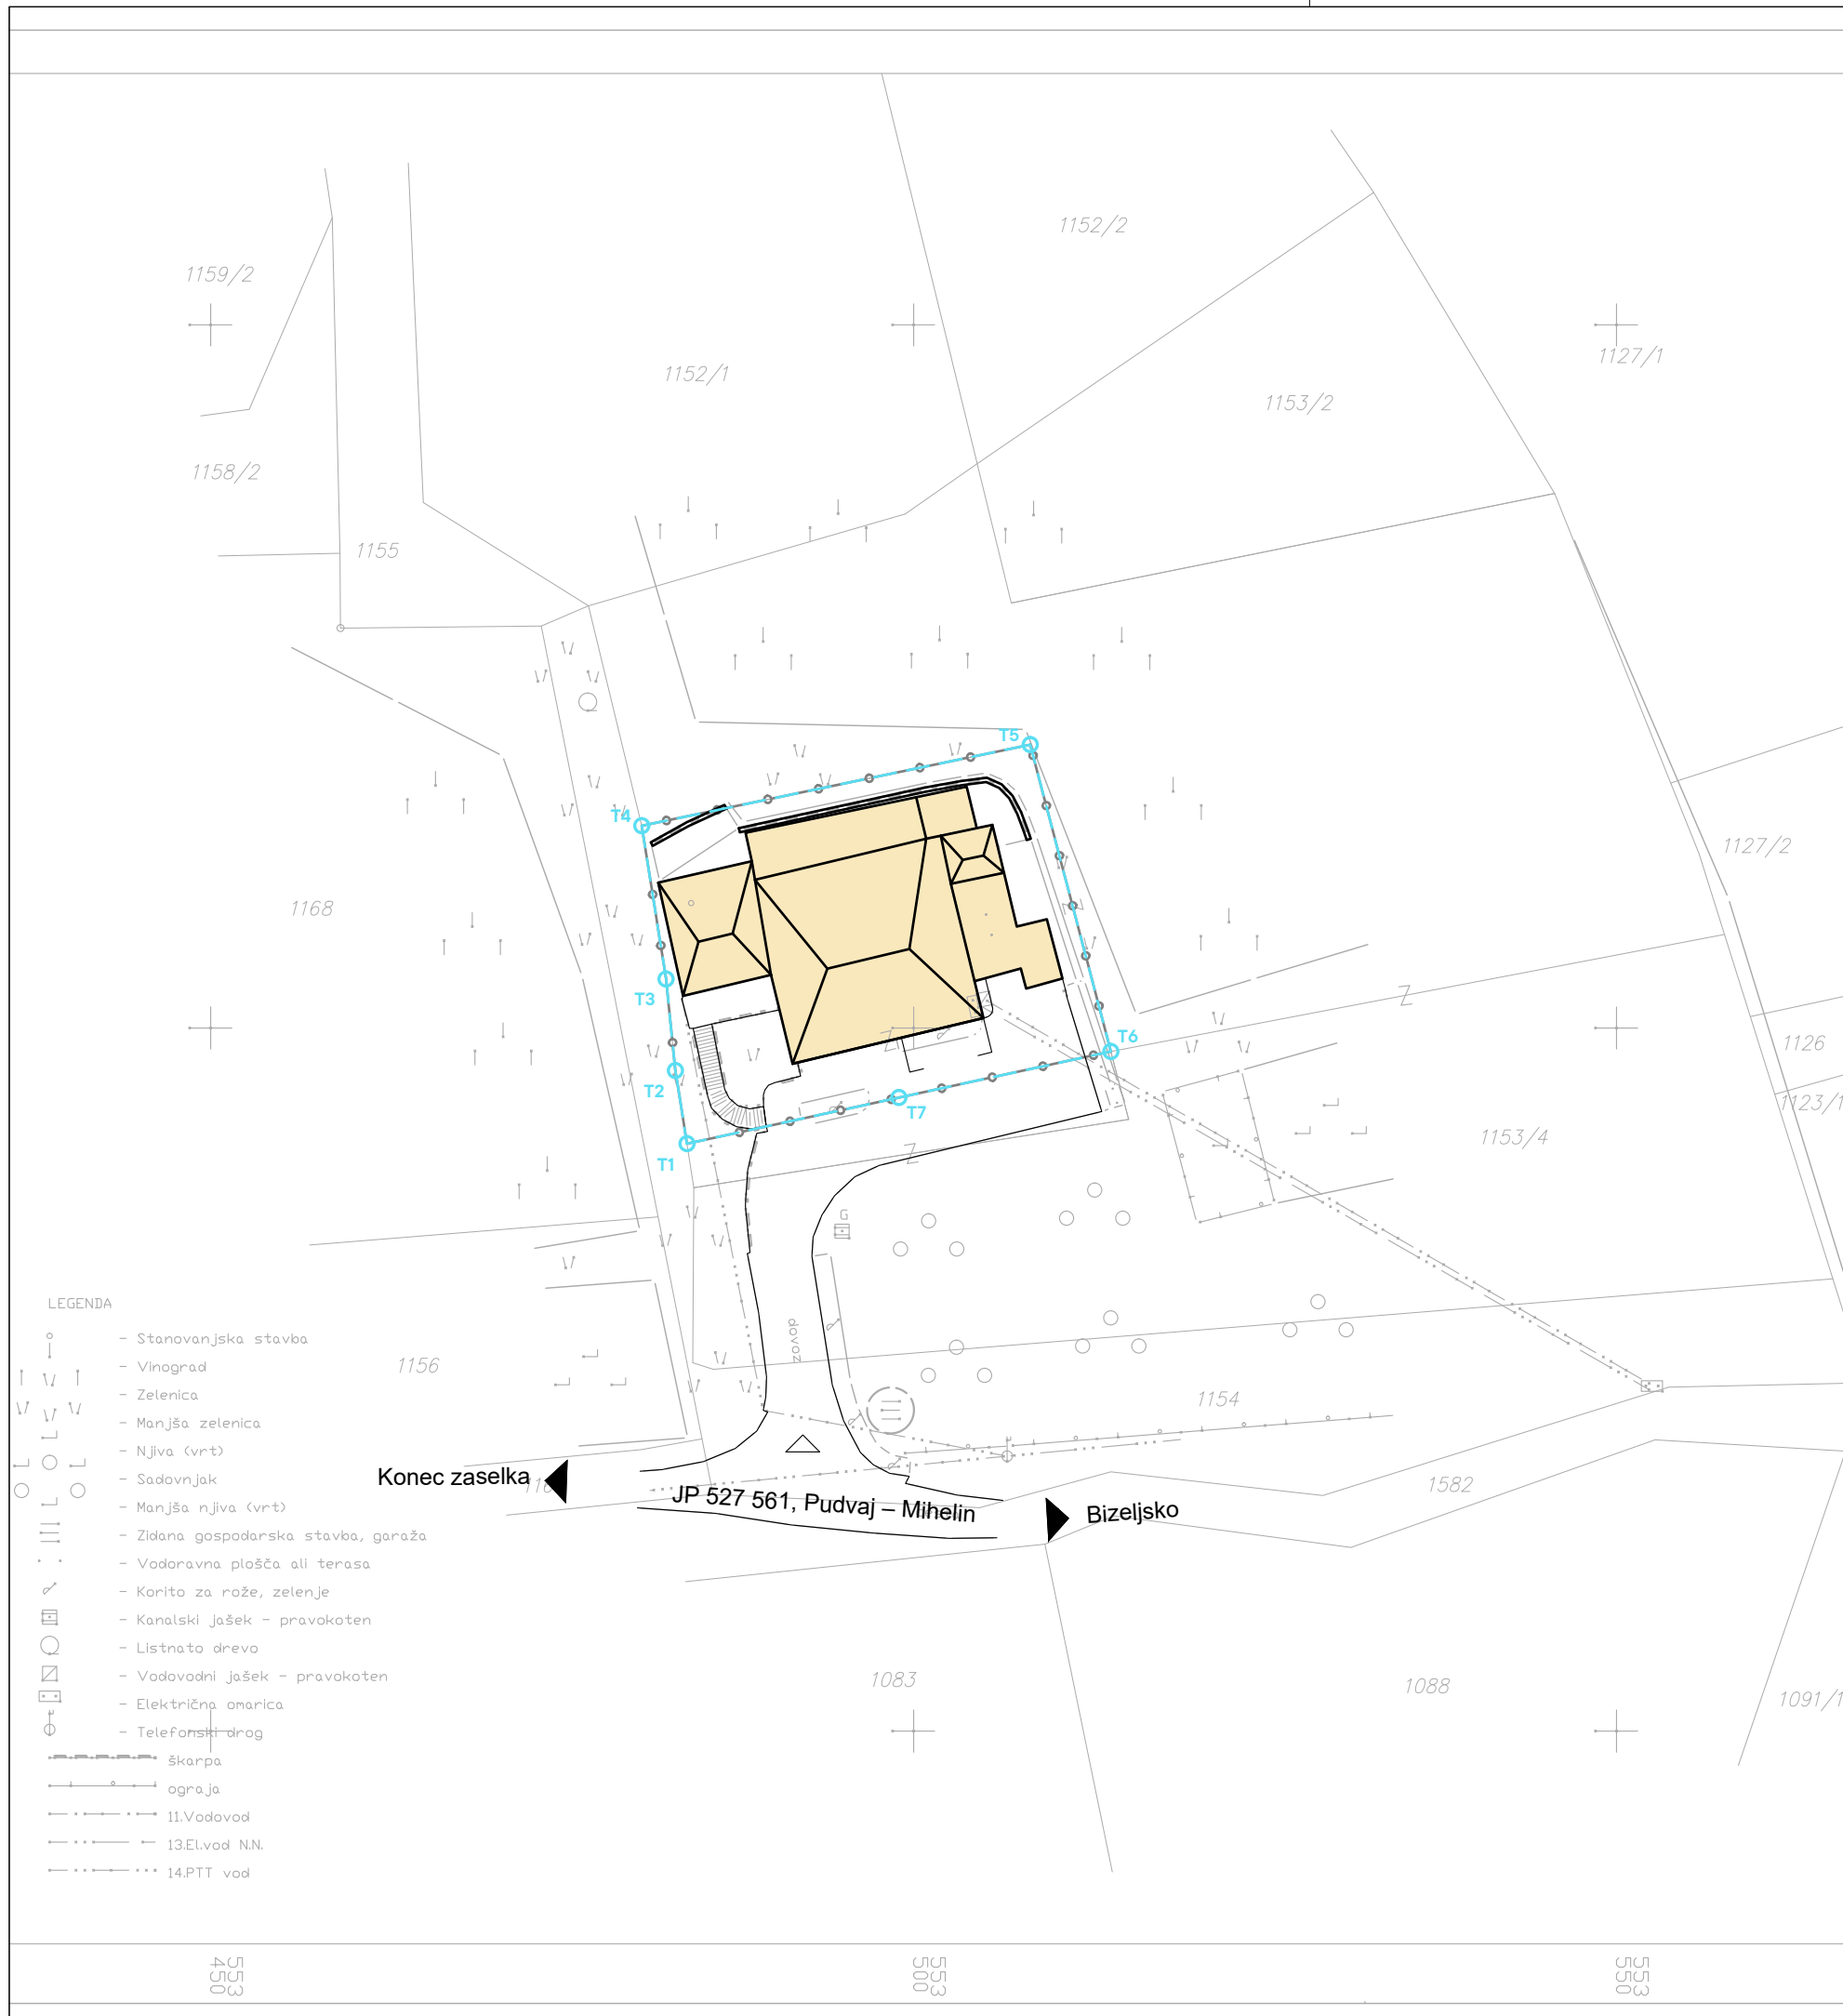 1152/2
1159/2
1127/1
1152/1
1153/2
1158/2
1155
T5
T4
1127/2
1168
T3
Z
Z
T6
1126
T2
T7
1123/1
1153/4
T1
Z
G
LEGENDA
dovoz
- Stanovanjska stavba
1156
- Vinograd
- Zelenica
1154
- Manjša zelenica
- Njiva (vrt)
- Sadovnjak
Konec zaselka
1582
- Manjša njiva (vrt)
JP 527 561, Pudvaj – Mihelin
Bizeljsko
- Zidana gospodarska stavba, garaža
- Vodoravna plošča ali terasa
- Korito za rože, zelenje
- Kanalski jašek - pravokoten
- Listnato drevo
- Vodovodni jašek - pravokoten
1083
1088
1091/1
- Električna omarica
- Telefonski drog
škarpa
ograja
11.Vodovod
13.El.vod N.N.
14.PTT vod
553
450
553
500
553
550